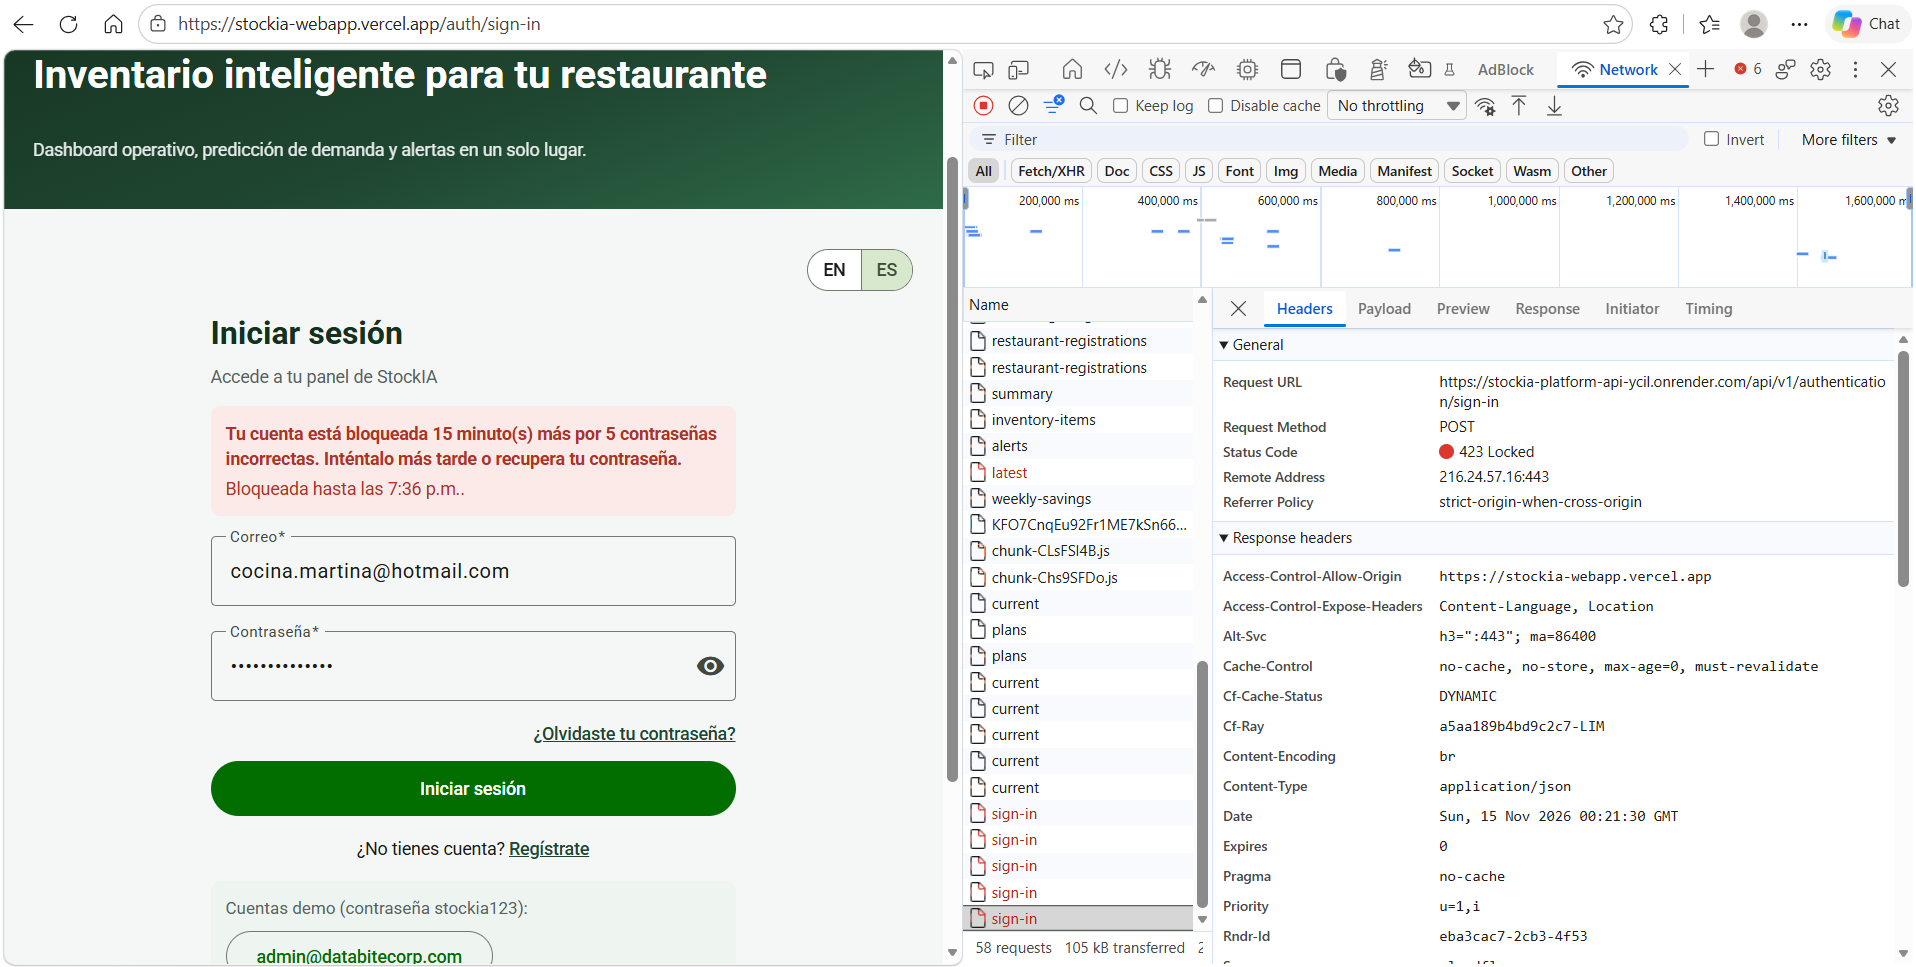 https://stockia-webapp.vercel.app/auth/sign-in
Chat
Inventario inteligente para tu restaurante
Dashboard operativo, predicción de demanda y alertas en un solo lugar.
EN
ES
Iniciar sesión
Accede a tu panel de StockIA
Tu cuenta está bloqueada 15 minuto(s) más por 5 contraseñas
incorrectas. Inténtalo más tarde o recupera tu contraseña.
Bloqueada hasta las 7:36 p.m..
Correo*
cocina.martina@hotmail.com
Contraseña*
••••••••••••••
¿Olvidaste tu contraseña?
Iniciar sesión
¿No tienes cuenta? Regístrate
Cuentas demo (contraseña stockia123):
admin@databitecorp.com
AdBlock
Network
6
Keep log
Disable cache
No throttling
Filter
Invert
More filters
All
Fetch/XHR
Doc
CSS
JS
Font
Img
Media
Manifest
Socket
Wasm
Other
200,000 ms
400,000 ms
600,000 ms
800,000 ms
1,000,000 ms
1,200,000 ms
1,400,000 ms
1,600,000 m
Name
restaurant-registrations
restaurant-registrations
summary
inventory-items
alerts
latest
weekly-savings
KFO7CnqEu92Fr1ME7kSn66...
chunk-CLsFSI4B.js
chunk-Chs9SFDo.js
current
plans
plans
current
current
current
current
current
sign-in
sign-in
sign-in
sign-in
sign-in
58 requests
105 kB transferred
2
Headers
Payload
Preview
Response
Initiator
Timing
General
Request URL
https://stockia-platform-api-ycil.onrender.com/api/v1/authenticatio
n/sign-in
Request Method
POST
Status Code
423 Locked
Remote Address
216.24.57.16:443
Referrer Policy
strict-origin-when-cross-origin
Response headers
Access-Control-Allow-Origin
https://stockia-webapp.vercel.app
Access-Control-Expose-Headers
Content-Language, Location
Alt-Svc
h3=":443"; ma=86400
Cache-Control
no-cache, no-store, max-age=0, must-revalidate
Cf-Cache-Status
DYNAMIC
Cf-Ray
a5aa189b4bd9c2c7-LIM
Content-Encoding
br
Content-Type
application/json
Date
Sun, 15 Nov 2026 00:21:30 GMT
Expires
0
Pragma
no-cache
Priority
u=1,i
Rndr-Id
eba3cac7-2cb3-4f53